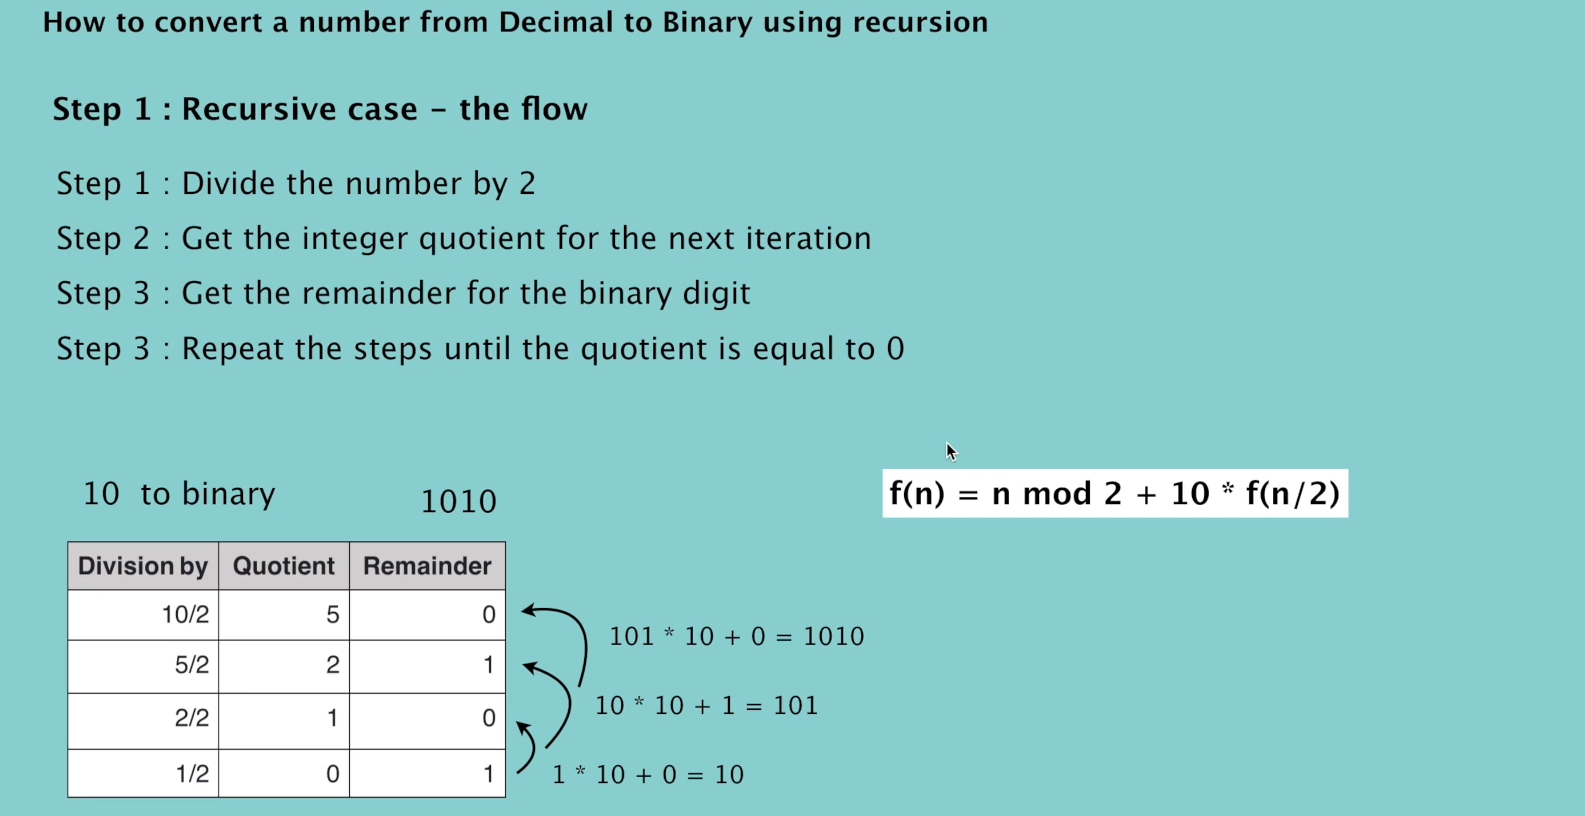 How to convert a number from Decimal to Binary using recursion
Step 1 : Recursive case – the flow
Step 1 : Divide the number by 2
Step 2 : Get the integer quotient for the next iteration
Step 3 : Get the remainder for the binary digit
Step 3 : Repeat the steps until the quotient is equal to 0
10 to binary 1010
f(n) = n mod 2 + 10 * f(n/2)
Division by Quotient Remainder
10/2 5 0
5/2 2 1
2/2 1 0
1/2 0 1
101 * 10 + 0 = 1010
10 * 10 + 1 = 101
1 * 10 + 0 = 10